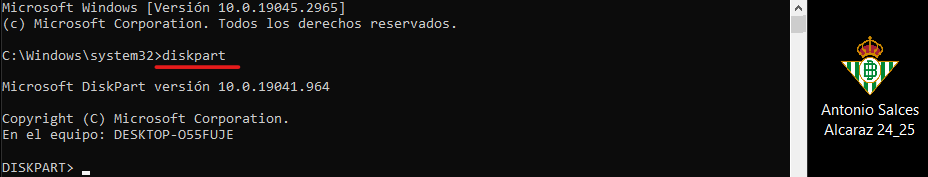 Microsoft Windows [Versión 10.0.19045.2965]
(c) Microsoft Corporation. Todos los derechos reservados.
C:\Windows\system32>diskpart
Microsoft DiskPart versión 10.0.19041.964
Copyright (C) Microsoft Corporation.
En el equipo: DESKTOP-O55FUJE
DISKPART>
Antonio Salces
Alcaraz 24_25